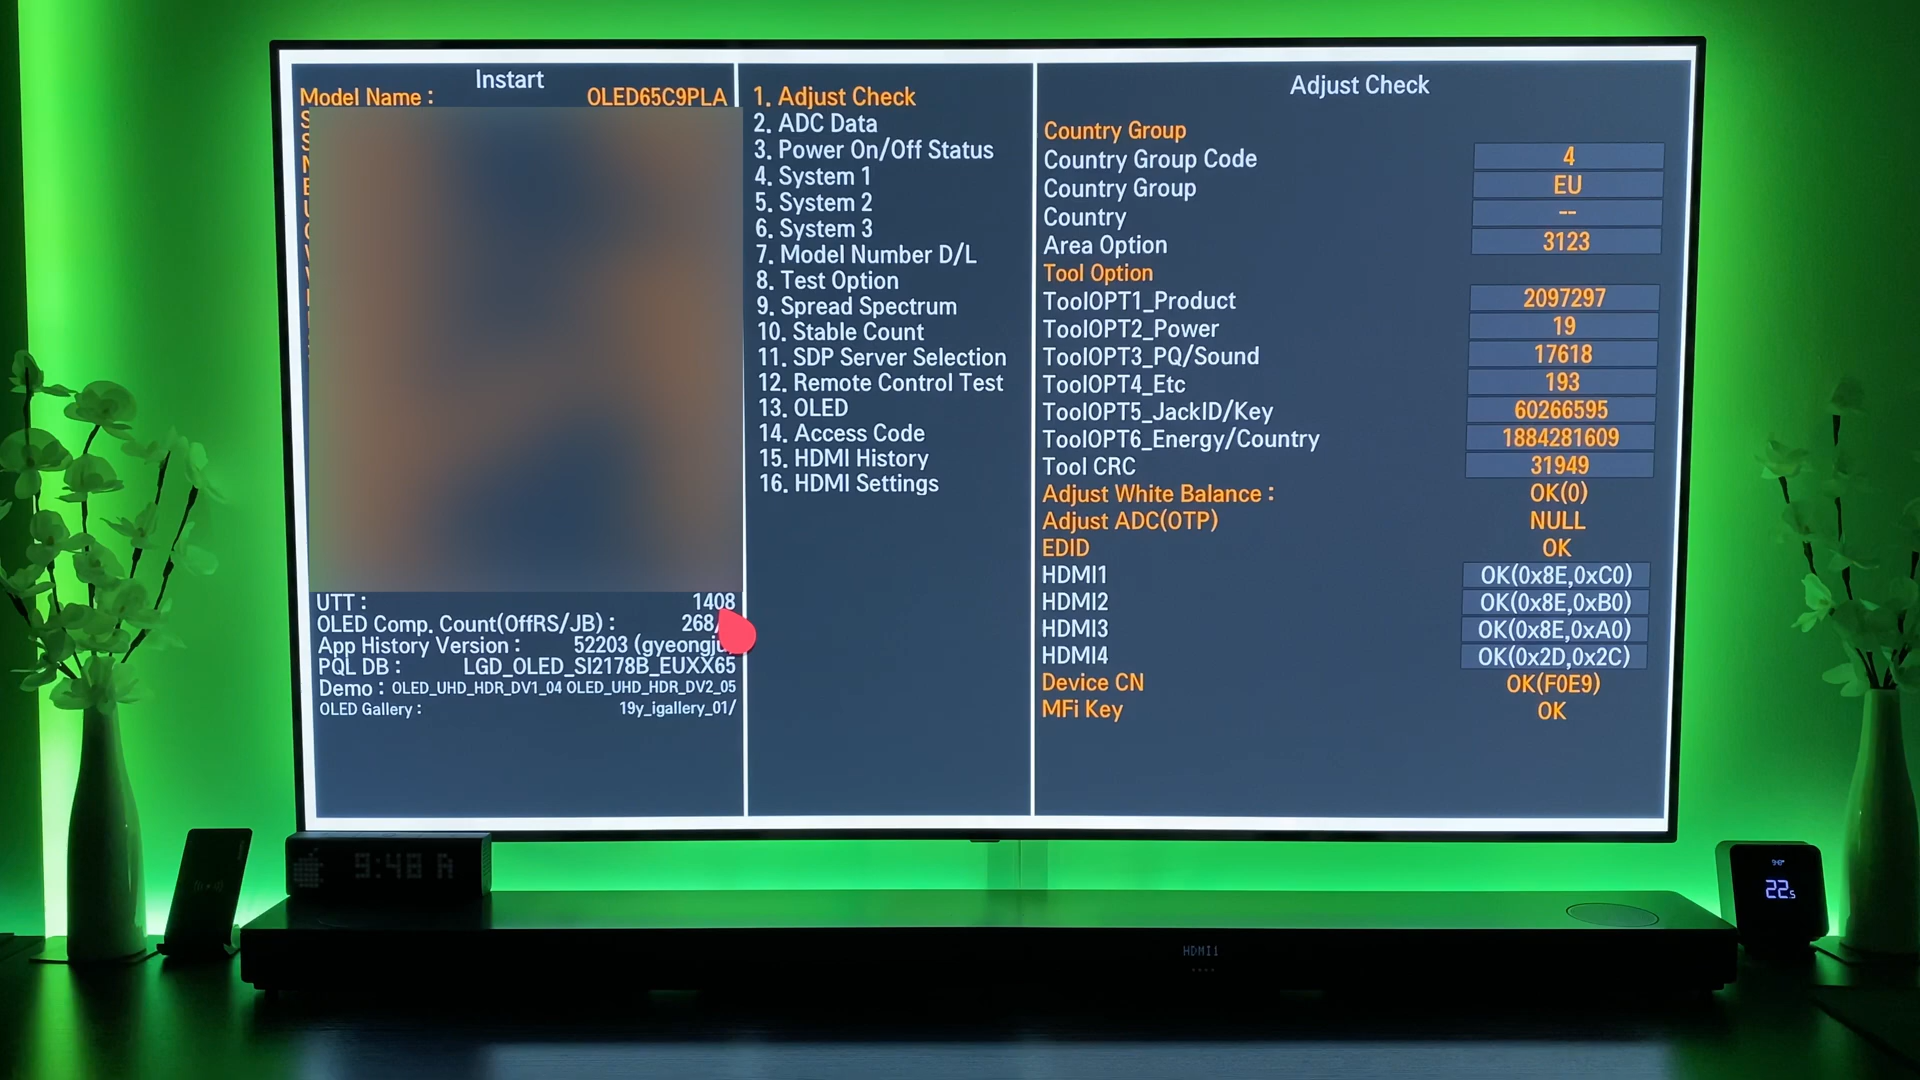 Instart
Model Name : OLED65C9PLA
UTT : 1408
OLED Comp. Count(OffRS/JB) : 268/
App History Version : 52203
PQL DB : LGD_OLED_SI2178B_EUXX65
Demo : OLED_UHD_HDR_DV1_04 OLED_UHD_HDR_DV2_05
OLED Gallery : 19y_igallery_01/
1. Adjust Check
2. ADC Data
3. Power On/Off Status
4. System 1
5. System 2
6. System 3
7. Model Number D/L
8. Test Option
9. Spread Spectrum
10. Stable Count
11. SDP Server Selection
12. Remote Control Test
13. OLED
14. Access Code
15. HDMI History
16. HDMI Settings
Adjust Check
Country Group
Country Group Code 4
Country Group EU
Country --
Area Option 3123
Tool Option
ToolOPT1_Product 2097297
ToolOPT2_Power 19
ToolOPT3_PQ/Sound 17618
ToolOPT4_Etc 193
ToolOPT5_JackID/Key 60266595
ToolOPT6_Energy/Country 1884281609
Tool CRC 31949
Adjust White Balance : OK(0)
Adjust ADC(OTP) NULL
EDID OK
HDMI1 OK(0x8E,0xC0)
HDMI2 OK(0x8E,0xB0)
HDMI3 OK(0x8E,0xA0)
HDMI4 OK(0x2D,0x2C)
Device CN OK(F0E9)
MFi Key OK
9:48 A
22.5
HDMI1